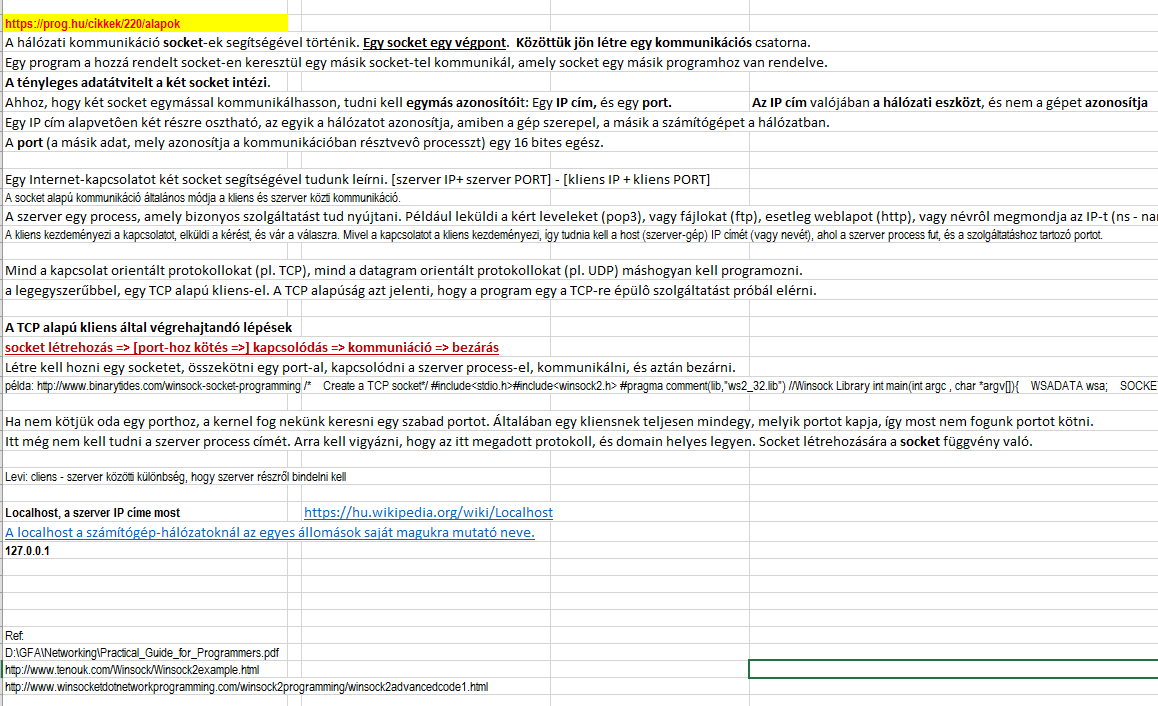 https://prog.hu/cikkek/220/alapok
A hálózati kommunikáció socket-ek segítségével történik. Egy socket egy végpont. Közöttük jön létre egy kommunikációs csatorna.
Egy program a hozzá rendelt socket-en keresztül egy másik socket-tel kommunikál, amely socket egy másik programhoz van rendelve.
A tényleges adatátvitelt a két socket intézi.
Ahhoz, hogy két socket egymással kommunikálhasson, tudni kell egymás azonosítóit: Egy IP cím, és egy port. Az IP cím valójában a hálózati eszközt, és nem a gépet azonosítja
Egy IP cím alapvetôen két részre osztható, az egyik a hálózatot azonosítja, amiben a gép szerepel, a másik a számítógépet a hálózatban.
A port (a másik adat, mely azonosítja a kommunikációban résztvevô processzt) egy 16 bites egész.
Egy Internet-kapcsolatot két socket segítségével tudunk leírni. [szerver IP+ szerver PORT] - [kliens IP + kliens PORT]
A socket alapú kommunikáció általános módja a kliens és szerver közti kommunikáció.
A szerver egy process, amely bizonyos szolgáltatást tud nyújtani. Például leküldi a kért leveleket (pop3), vagy fájlokat (ftp), esetleg weblapot (http), vagy névrôl megmondja az IP-t (ns - nar
A kliens kezdeményezi a kapcsolatot, elküldi a kérést, és vár a válaszra. Mivel a kapcsolatot a kliens kezdeményezi, így tudnia kell a host (szerver-gép) IP címét (vagy nevét), ahol a szerver process fut, és a szolgáltatáshoz tartozó portot.
Mind a kapcsolat orientált protokollokat (pl. TCP), mind a datagram orientált protokollokat (pl. UDP) máshogyan kell programozni.
a legegyszerűbbel, egy TCP alapú kliens-el. A TCP alapúság azt jelenti, hogy a program egy a TCP-re épülô szolgáltatást próbál elérni.
A TCP alapú kliens által végrehajtandó lépések
socket létrehozás => [port-hoz kötés =>] kapcsolódás => kommuniáció => bezárás
Létre kell hozni egy socketet, összekötni egy port-al, kapcsolódni a szerver process-el, kommunikálni, és aztán bezárni.
példa: http://www.binarytides.com/winsock-socket-programming /* Create a TCP socket*/ #include<stdio.h>#include<winsock2.h> #pragma comment(lib,"ws2_32.lib") //Winsock Library int main(int argc , char *argv[]){ WSADATA wsa; SOCKE
Ha nem kötjük oda egy porthoz, a kernel fog nekünk keresni egy szabad portot. Általában egy kliensnek teljesen mindegy, melyik portot kapja, így most nem fogunk portot kötni.
Itt még nem kell tudni a szerver process címét. Arra kell vigyázni, hogy az itt megadott protokoll, és domain helyes legyen. Socket létrehozására a socket függvény való.
Levi: cliens - szerver közötti különbség, hogy szerver részről bindelni kell
Localhost, a szerver IP címe most https://hu.wikipedia.org/wiki/Localhost
A localhost a számítógép-hálózatoknál az egyes állomások saját magukra mutató neve.
127.0.0.1
Ref:
D:\GFA\Networking\Practical_Guide_for_Programmers.pdf
http://www.tenouk.com/Winsock/Winsock2example.html
http://www.winsocketdotnetworkprogramming.com/winsock2programming/winsock2advancedcode1.html